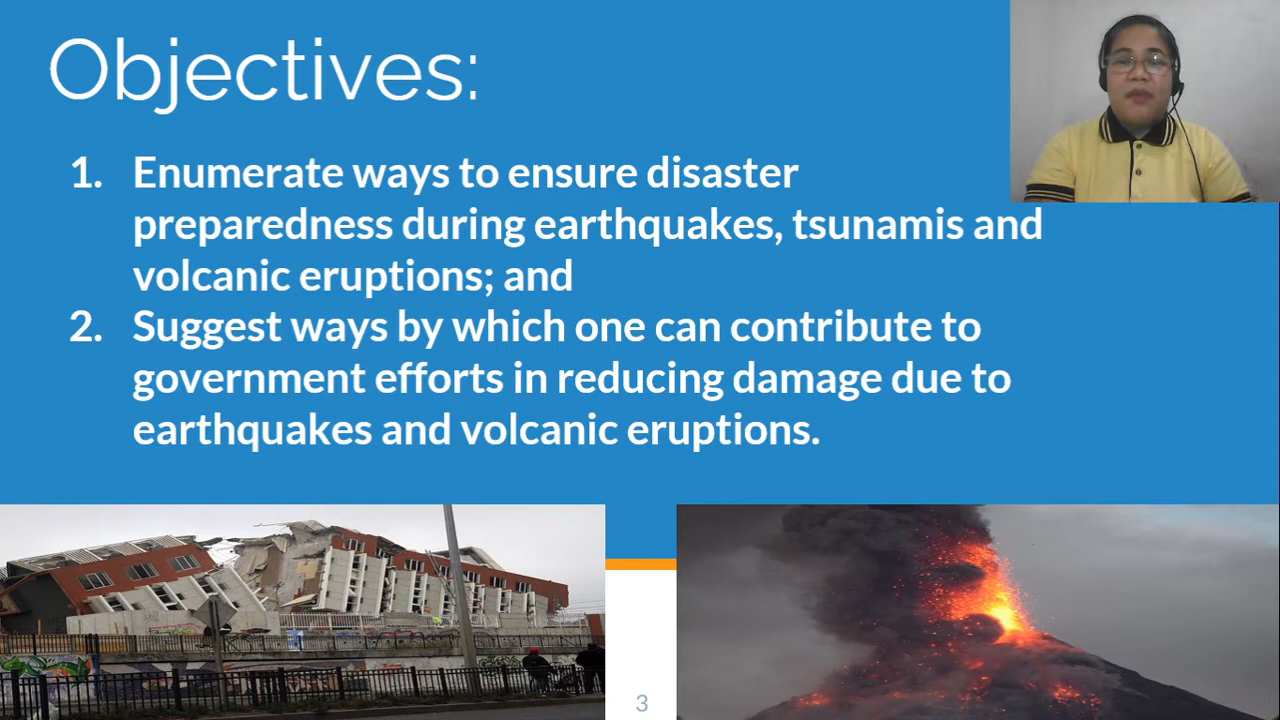 Objectives:
1. Enumerate ways to ensure disaster
preparedness during earthquakes, tsunamis and
volcanic eruptions; and
2. Suggest ways by which one can contribute to
government efforts in reducing damage due to
earthquakes and volcanic eruptions.
3